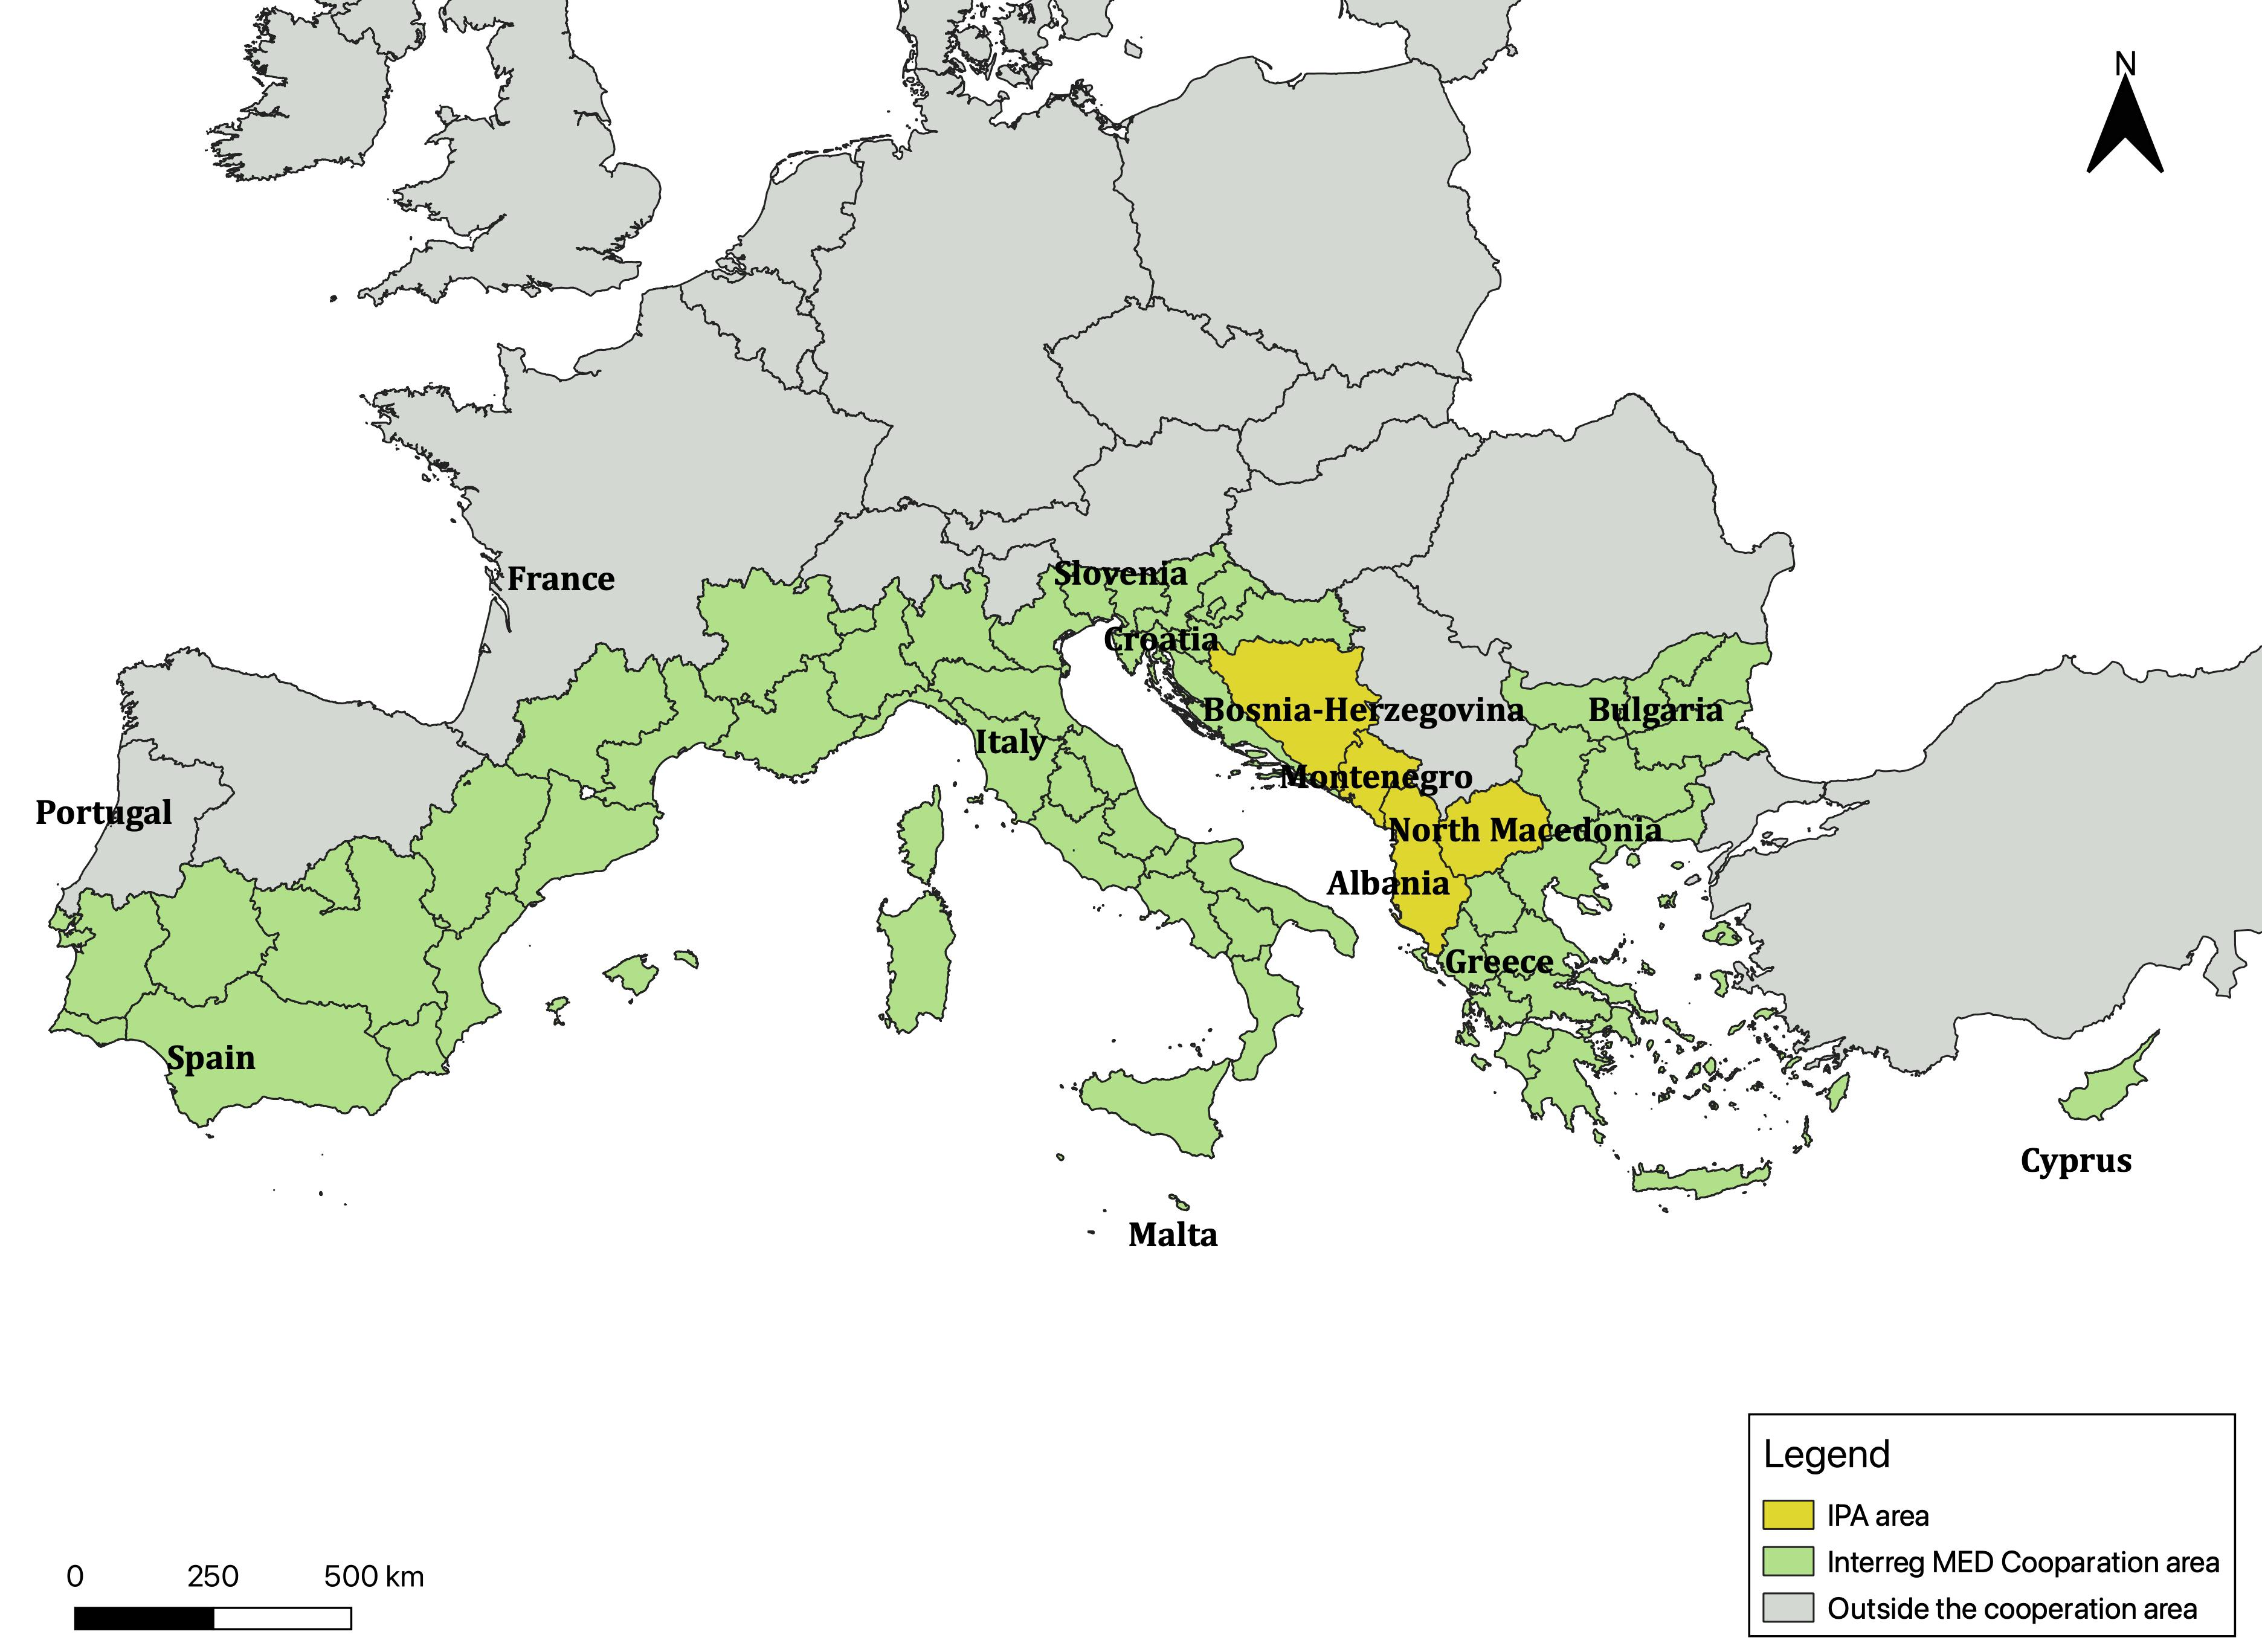 N
Slovenia
France
Croatia
Bosnia-Herzegovina
Bulgaria
Italy
Montenegro
Portugal
North Macedonia
Albania
Greece
Spain
Cyprus
Malta
Legend
IPA area
Interreg MED Cooparation area
Outside the cooperation area
0 250 500 km